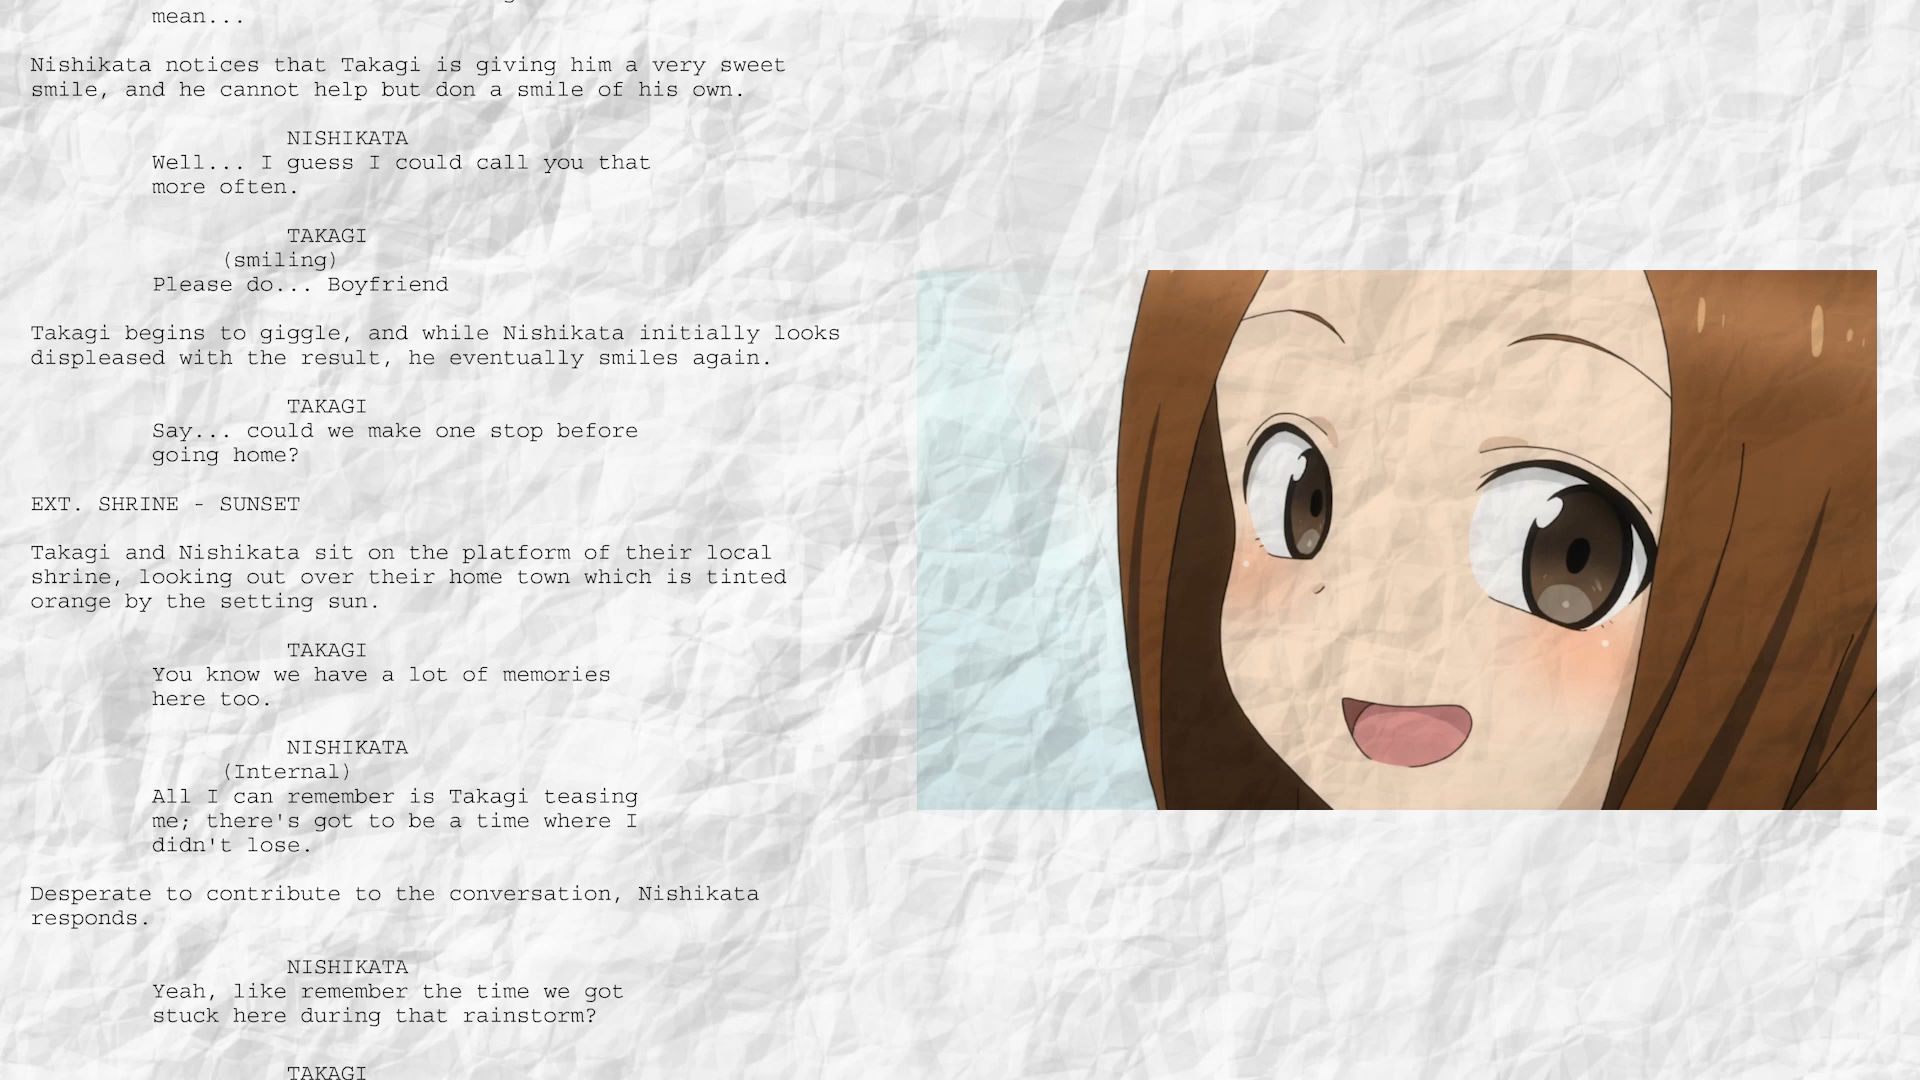 mean...
Nishikata notices that Takagi is giving him a very sweet
smile, and he cannot help but don a smile of his own.
NISHIKATA
Well... I guess I could call you that
more often.
TAKAGI
(smiling)
Please do... Boyfriend
Takagi begins to giggle, and while Nishikata initially looks
displeased with the result, he eventually smiles again.
TAKAGI
Say... could we make one stop before
going home?
EXT. SHRINE - SUNSET
Takagi and Nishikata sit on the platform of their local
shrine, looking out over their home town which is tinted
orange by the setting sun.
TAKAGI
You know we have a lot of memories
here too.
NISHIKATA
(Internal)
All I can remember is Takagi teasing
me; there's got to be a time where I
didn't lose.
Desperate to contribute to the conversation, Nishikata
responds.
NISHIKATA
Yeah, like remember the time we got
stuck here during that rainstorm?
TAKAGI